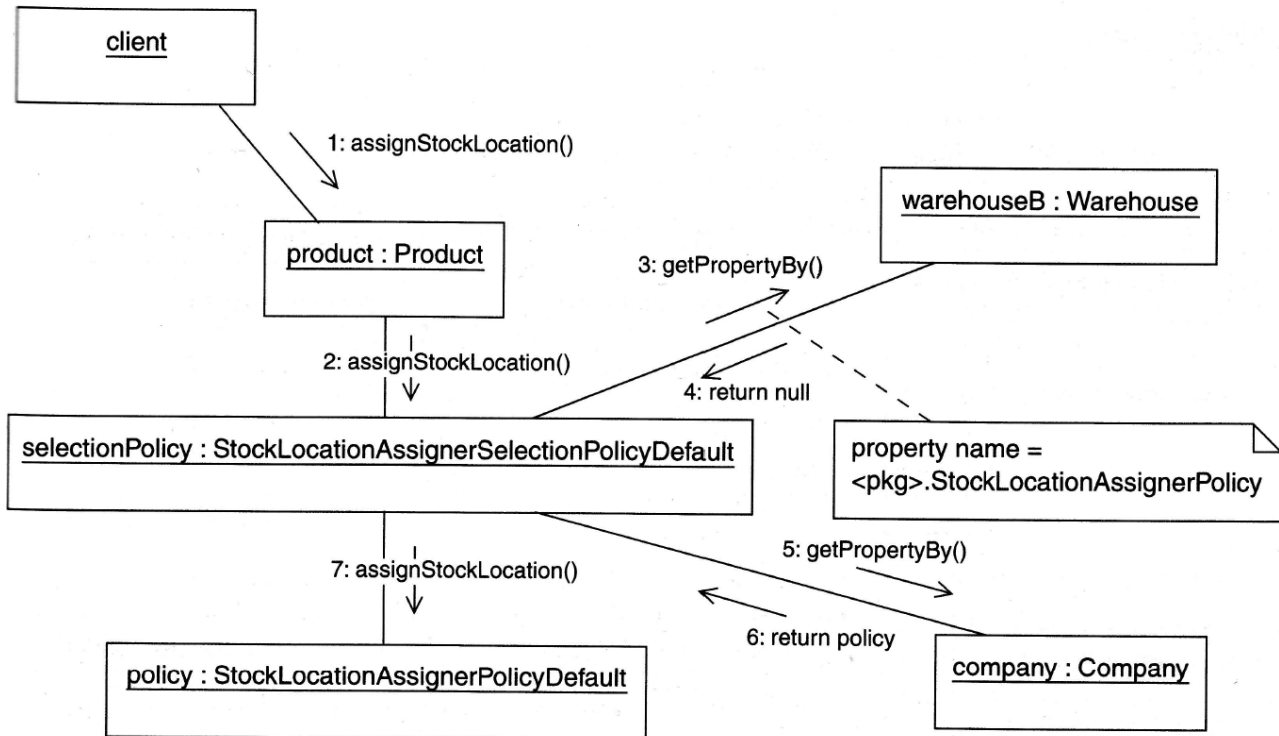 client
1: assignStockLocation()
warehouseB : Warehouse
product : Product
3: getPropertyBy()
2: assignStockLocation()
4: return null
selectionPolicy : StockLocationAssignerSelectionPolicyDefault
property name =
<pkg>.StockLocationAssignerPolicy
5: getPropertyBy()
7: assignStockLocation()
6: return policy
policy : StockLocationAssignerPolicyDefault
company : Company